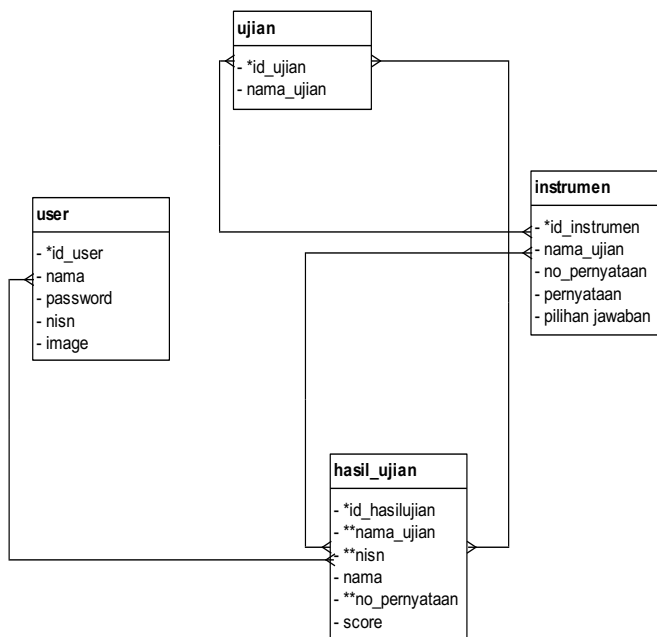 ujian
- *id_ujian
- nama_ujian
user
- *id_user
- nama
- password
- nisn
- image
instrumen
- *id_instrumen
- nama_ujian
- no_pernyataan
- pernyataan
- pilihan jawaban
hasil_ujian
- *id_hasilujian
- **nama_ujian
- **nisn
- nama
- **no_pernyataan
- score